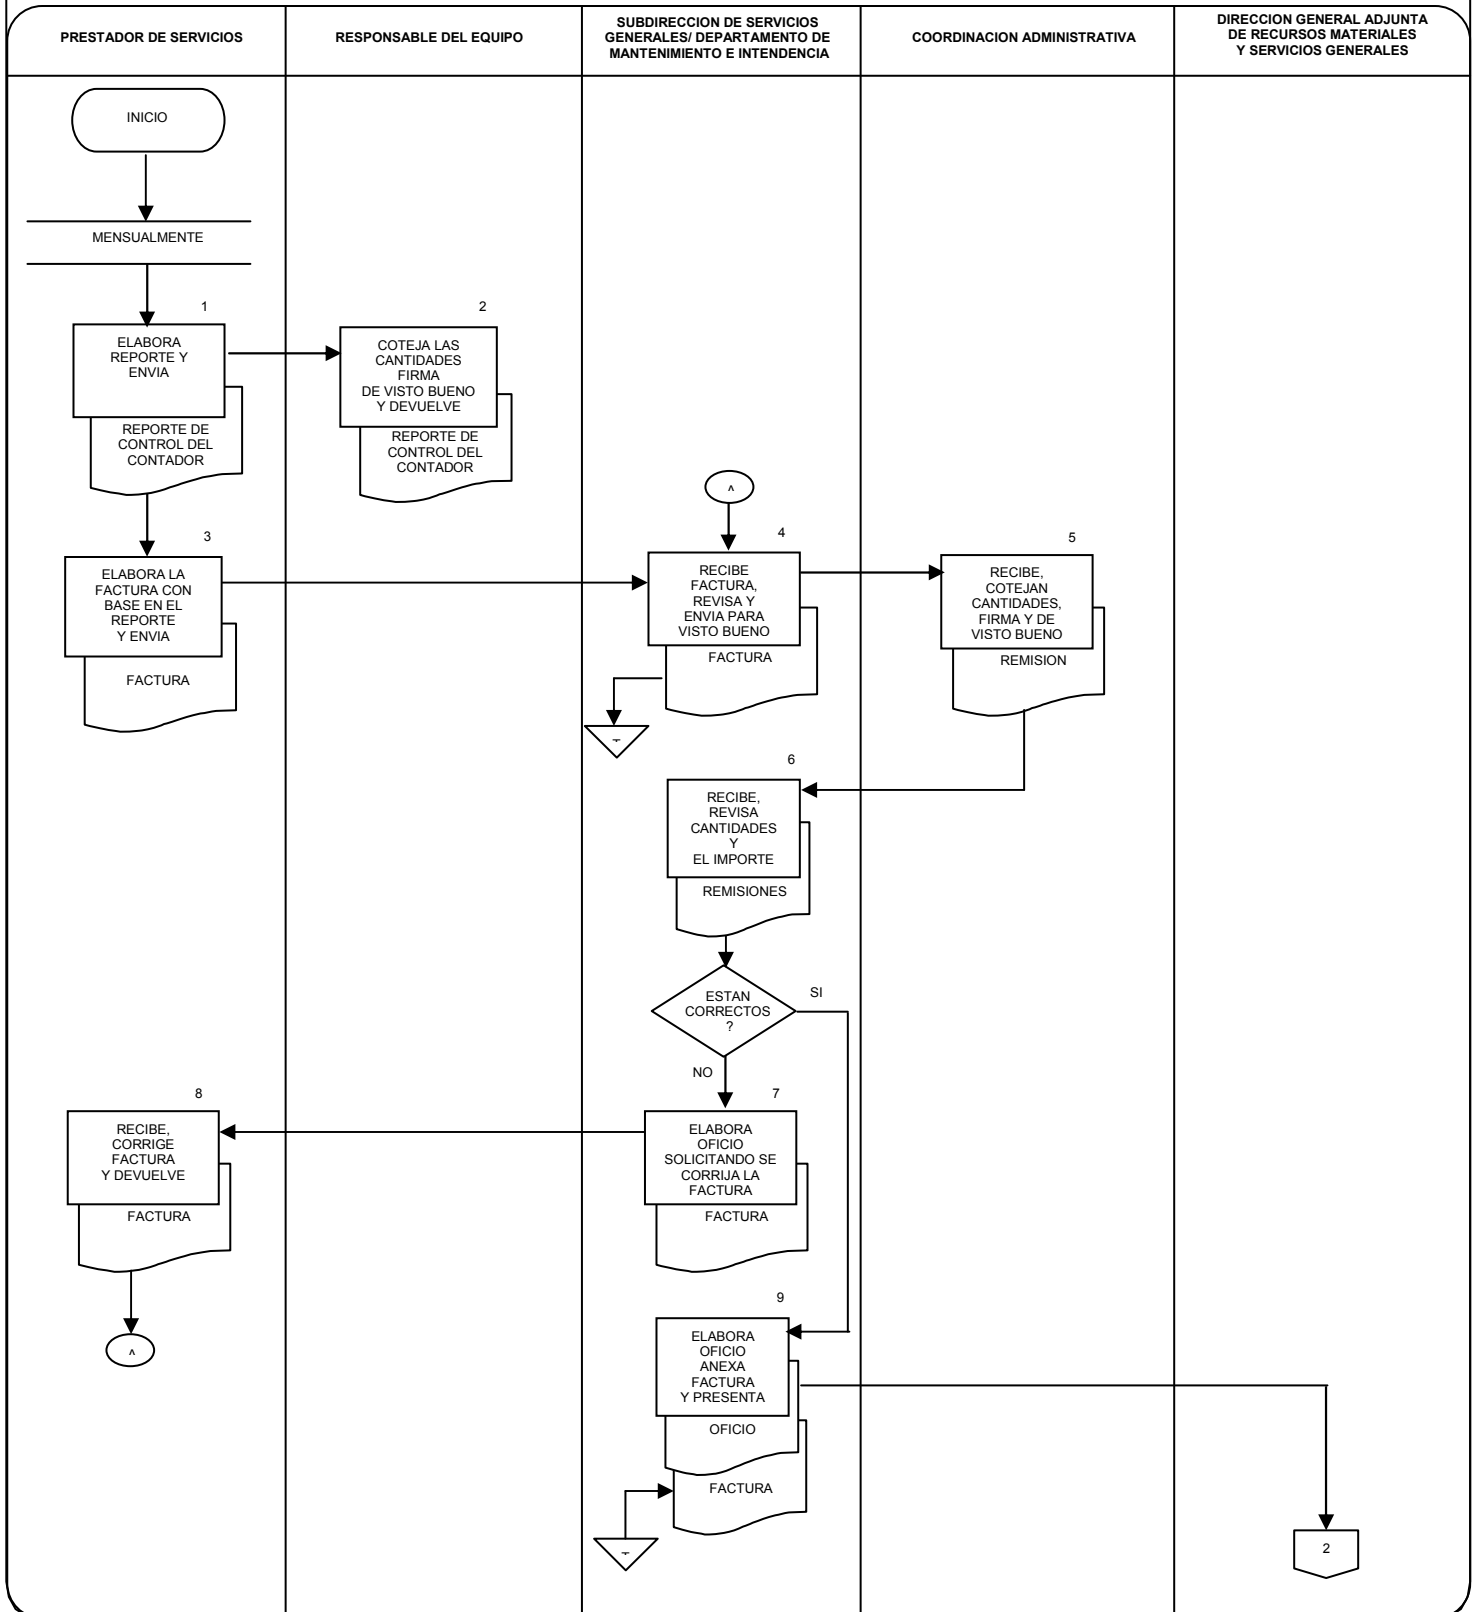 PRESTADOR DE SERVICIOS
RESPONSABLE DEL EQUIPO
SUBDIRECCION DE SERVICIOS
GENERALES/ DEPARTAMENTO DE
MANTENIMIENTO E INTENDENCIA
COORDINACION ADMINISTRATIVA
DIRECCION GENERAL ADJUNTA
DE RECURSOS MATERIALES
Y SERVICIOS GENERALES
INICIO
MENSUALMENTE
1
ELABORA
REPORTE Y
ENVIA
REPORTE DE
CONTROL DEL
CONTADOR
2
COTEJA LAS
CANTIDADES
FIRMA
DE VISTO BUENO
Y DEVUELVE
REPORTE DE
CONTROL DEL
CONTADOR
3
ELABORA LA
FACTURA CON
BASE EN EL
REPORTE
Y ENVIA
FACTURA
4
RECIBE
FACTURA,
REVISA Y
ENVIA PARA
VISTO BUENO
FACTURA
5
RECIBE,
COTEJAN
CANTIDADES,
FIRMA Y DE
VISTO BUENO
REMISION
6
RECIBE,
REVISA
CANTIDADES
Y
EL IMPORTE
REMISIONES
ESTAN
CORRECTOS
?
SI
NO
7
ELABORA
OFICIO
SOLICITANDO SE
CORRIJA LA
FACTURA
FACTURA
8
RECIBE,
CORRIGE
FACTURA
Y DEVUELVE
FACTURA
9
ELABORA
OFICIO
ANEXA
FACTURA
Y PRESENTA
OFICIO
FACTURA
2